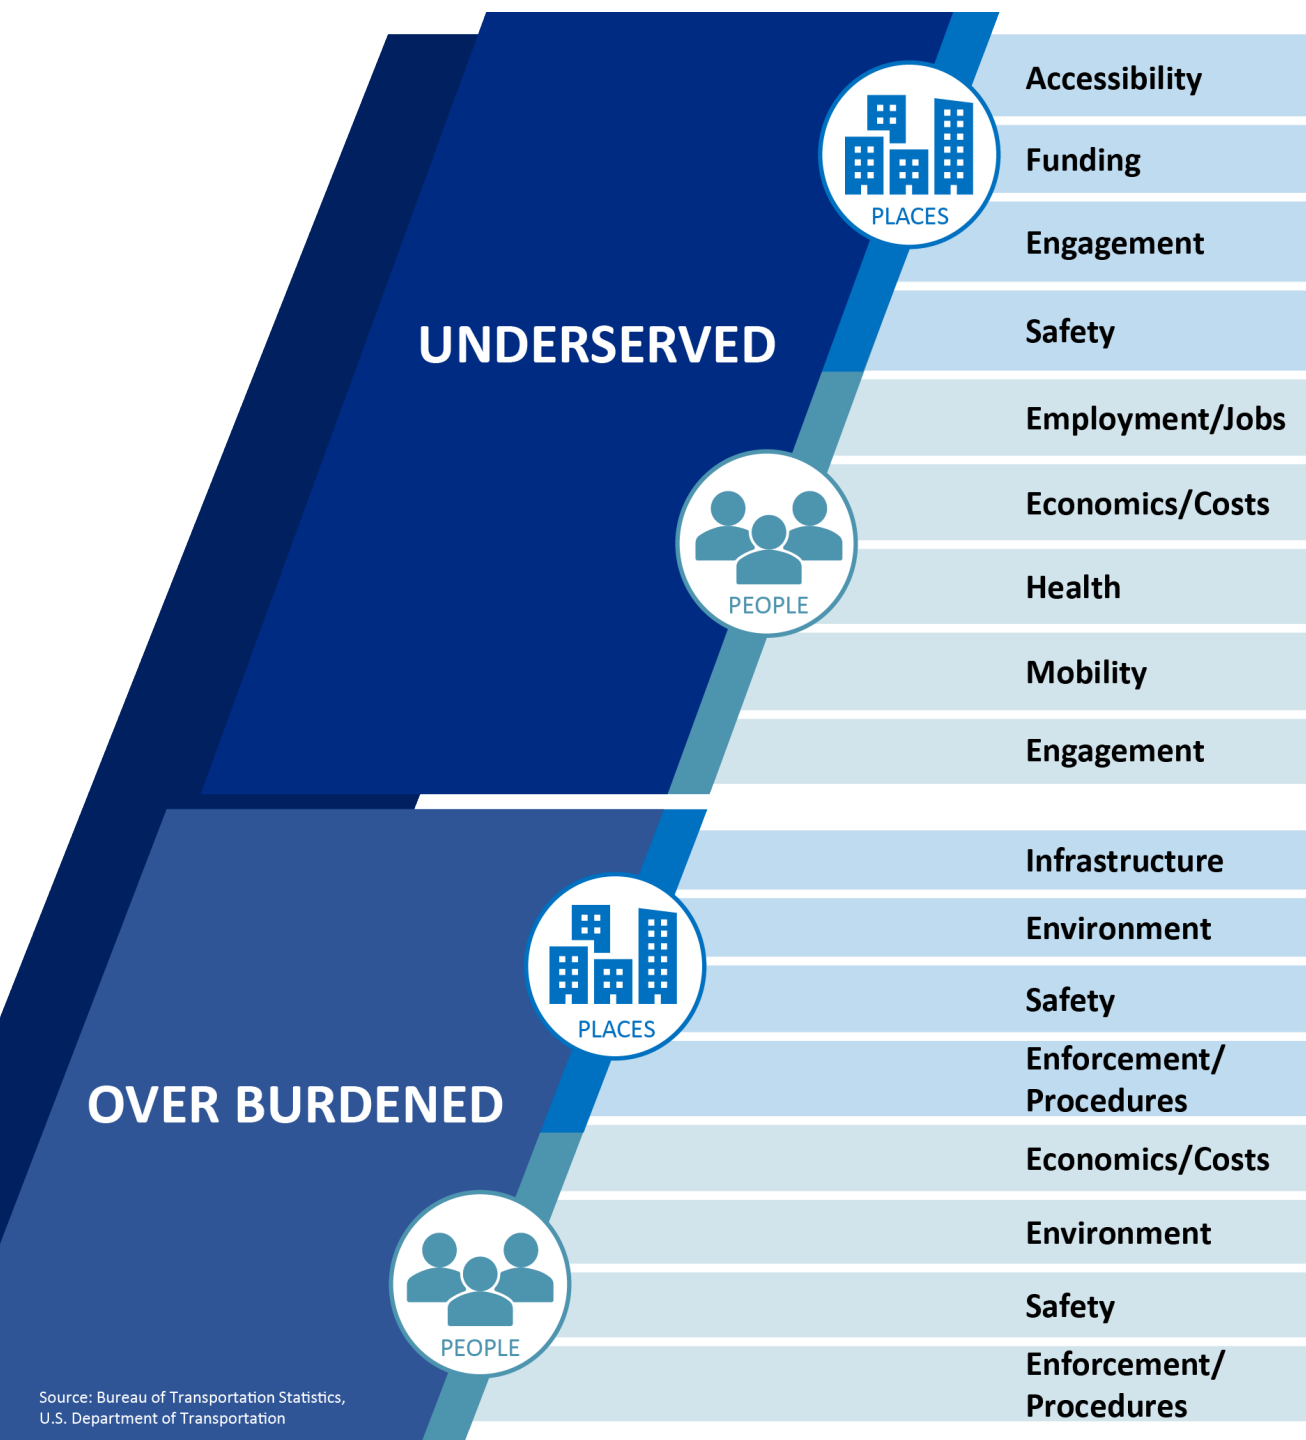 UNDERSERVED
PLACES
Accessibility
Funding
Engagement
Safety
PEOPLE
Employment/Jobs
Economics/Costs
Health
Mobility
Engagement
OVER BURDENED
PLACES
Infrastructure
Environment
Safety
Enforcement/
Procedures
PEOPLE
Economics/Costs
Environment
Safety
Enforcement/
Procedures
Source: Bureau of Transportation Statistics,
U.S. Department of Transportation